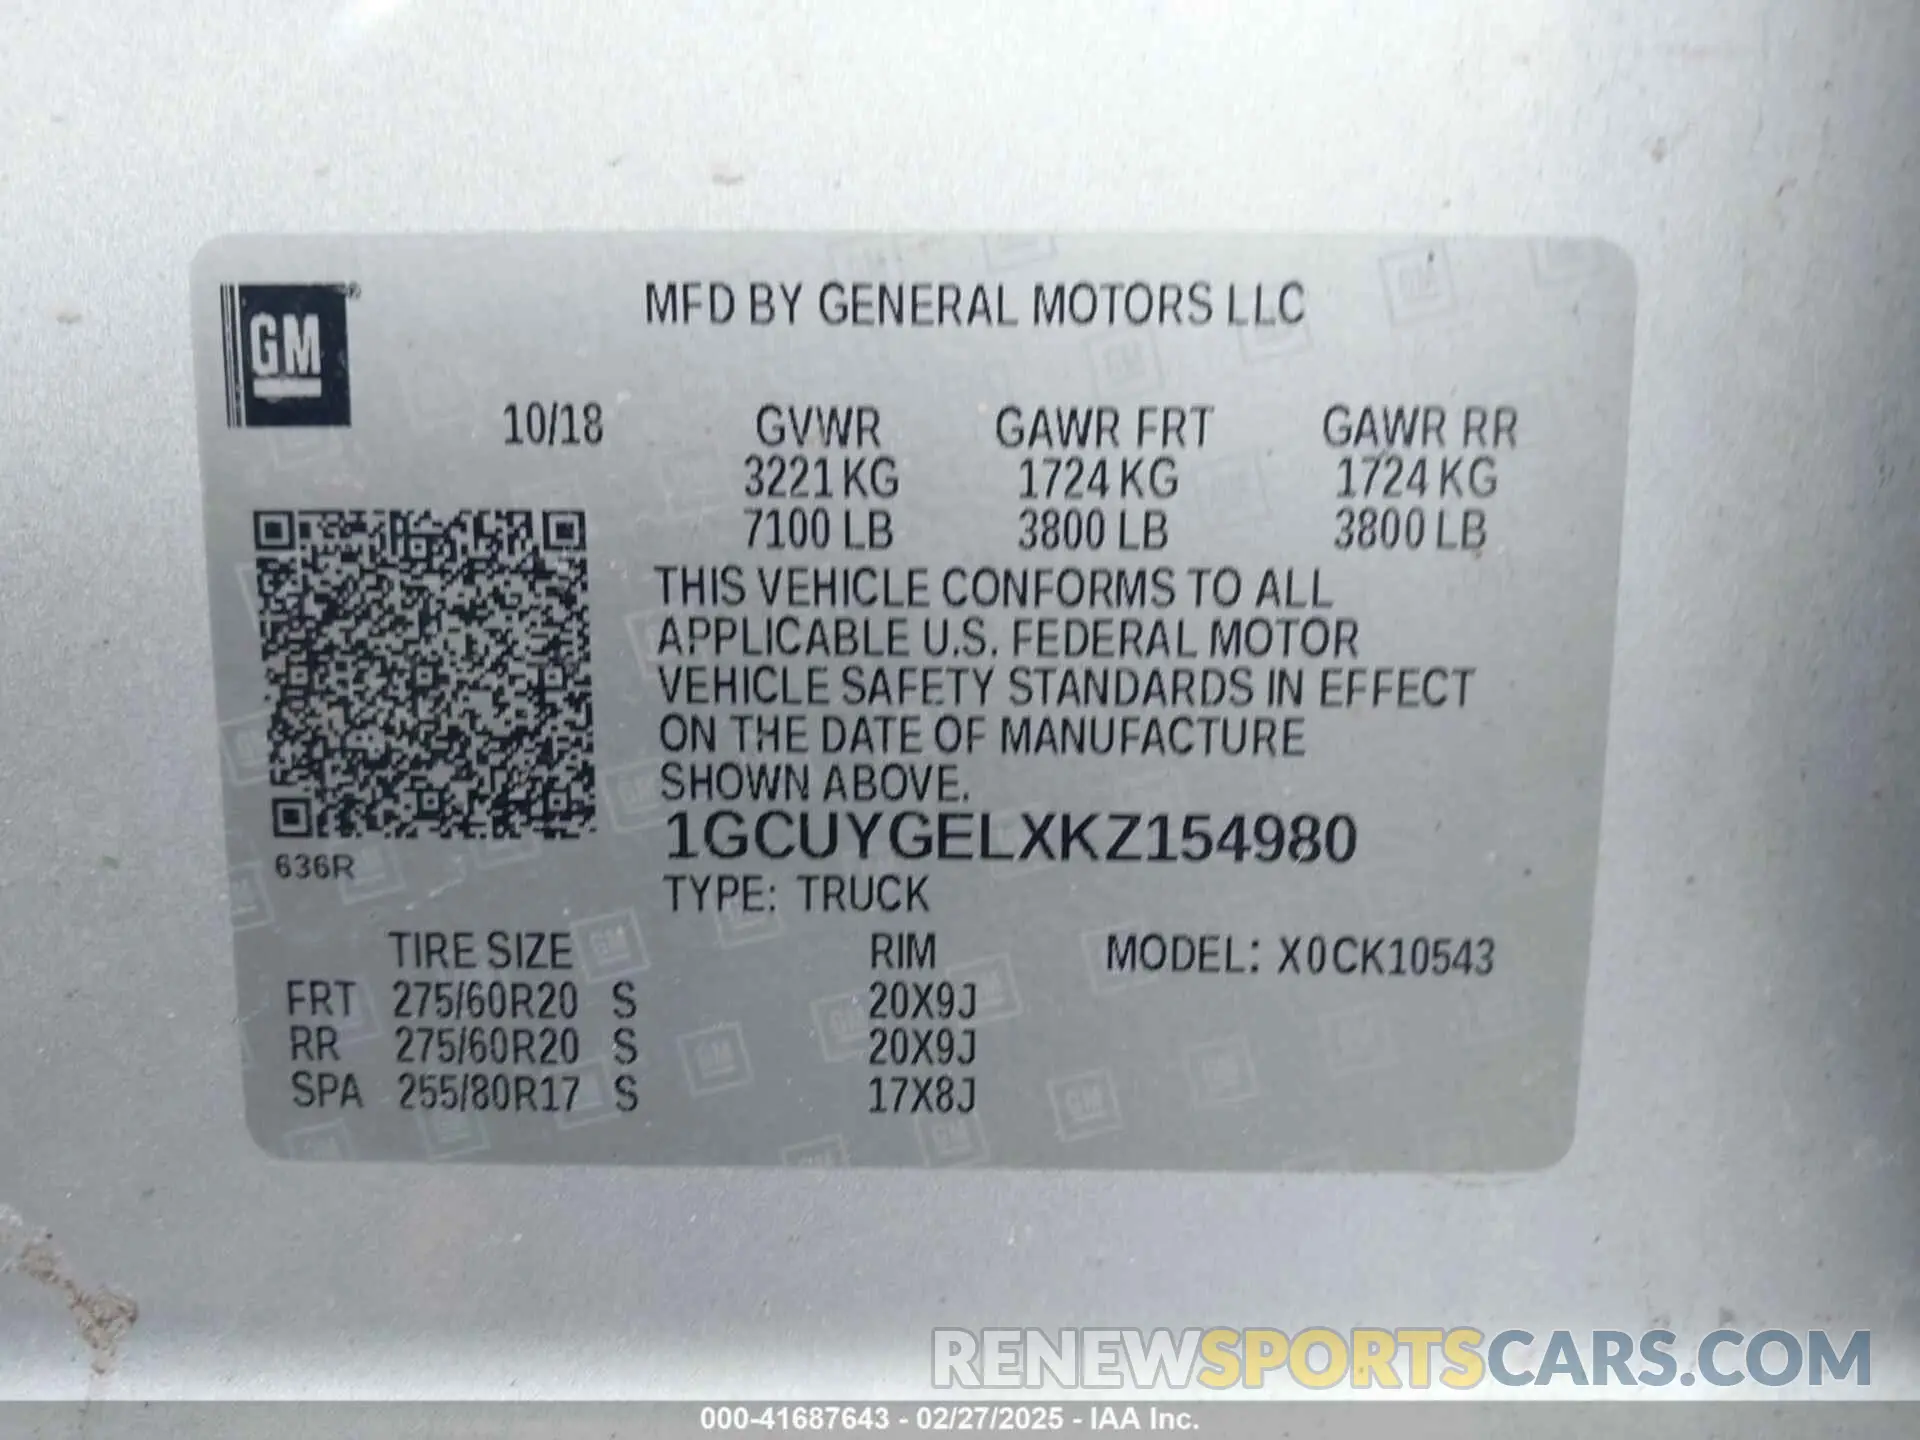 GM
®
MFD BY GENERAL MOTORS LLC
10/18 GVWR GAWR FRT GAWR RR
3221 KG 1724 KG 1724 KG
7100 LB 3800 LB 3800 LB
THIS VEHICLE CONFORMS TO ALL
APPLICABLE U.S. FEDERAL MOTOR
VEHICLE SAFETY STANDARDS IN EFFECT
ON THE DATE OF MANUFACTURE
SHOWN ABOVE.
1GCUYGELXKZ154980
636R
TYPE: TRUCK
TIRE SIZE RIM MODEL: X0CK10543
FRT 275/60R20 S 20X9J
RR 275/60R20 S 20X9J
SPA 255/80R17 S 17X8J
RENEWSPORTSCARS.COM
000-41687643 - 02/27/2025 - IAA Inc.